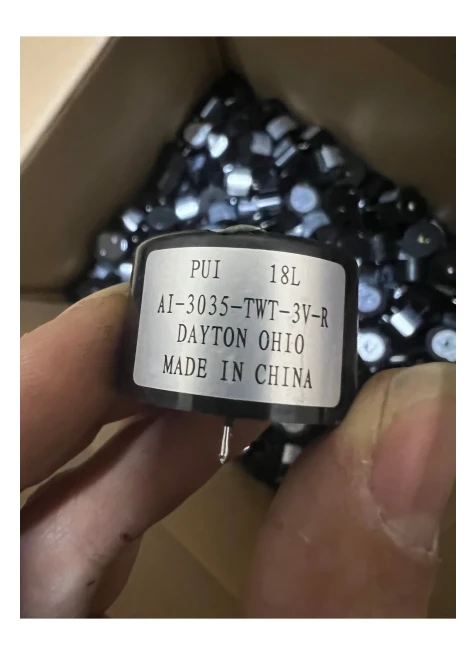 PUI 18L
AI-3035-TWT-3V-R
DAYTON OHIO
MADE IN CHINA